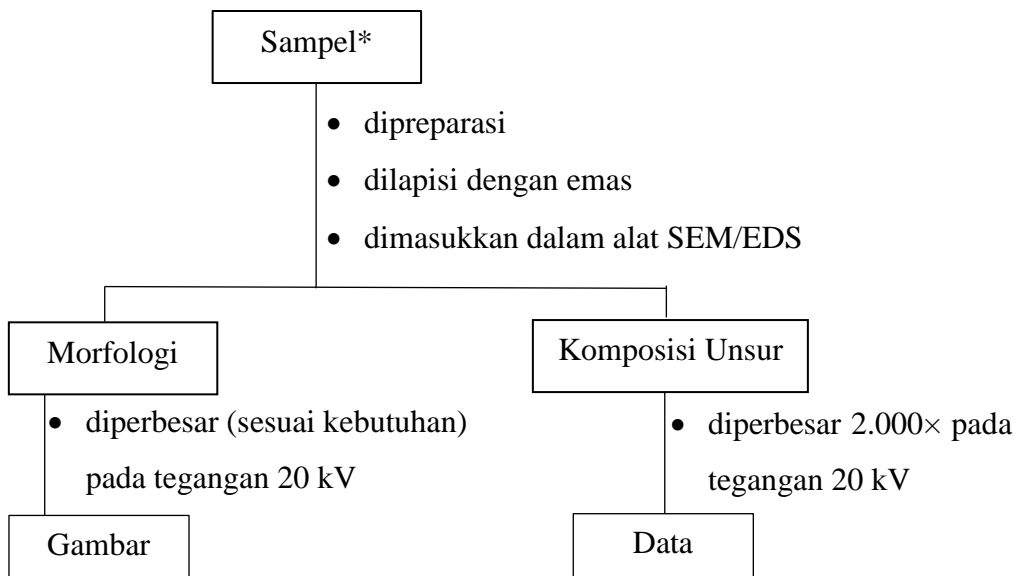 Sampel*
• dipreparasi
• dilapisi dengan emas
• dimasukkan dalam alat SEM/EDS
Morfologi
Komposisi Unsur
• diperbesar (sesuai kebutuhan)
pada tegangan 20 kV
• diperbesar 2.000× pada
tegangan 20 kV
Gambar
Data